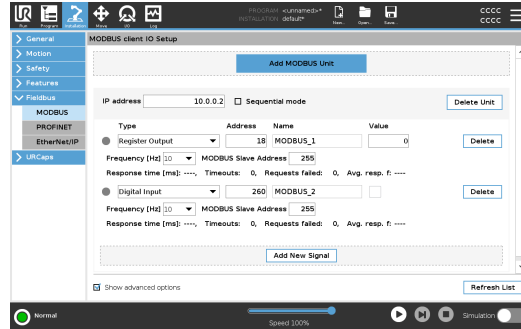 UR
Run Program Installation Move I/O Log
PROGRAM <unnamed>*
INSTALLATION default*
New... Open... Save...
CCCC
CCCC
General
Motion
Safety
Features
Fieldbus
MODBUS
PROFINET
EtherNet/IP
URCaps
MODBUS client IO Setup
Add MODBUS Unit
IP address 10.0.0.2 Sequential mode Delete Unit
Type Address Name Value
Register Output 18 MODBUS_1 0 Delete
Frequency [Hz] 10 MODBUS Slave Address 255
Response time [ms]: ----, Timeouts: 0, Requests failed: 0, Avg. resp. f: ----
Digital Input 260 MODBUS_2 Delete
Frequency [Hz] 10 MODBUS Slave Address 255
Response time [ms]: ----, Timeouts: 0, Requests failed: 0, Avg. resp. f: ----
Add New Signal
Show advanced options Refresh List
Normal
Speed 100%
Simulation